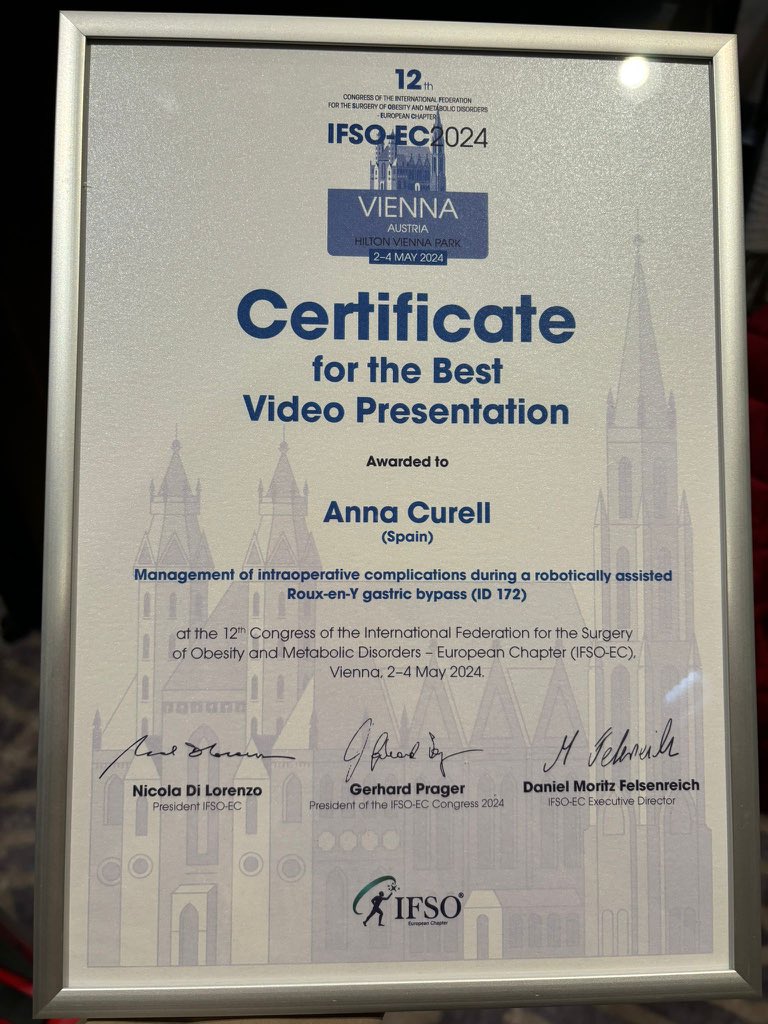 12th
CONGRESS OF THE INTERNATIONAL FEDERATION
FOR THE SURGERY OF OBESITY AND METABOLIC DISORDERS
- EUROPEAN CHAPTER
IFSO-EC2024
VIENNA
AUSTRIA
HILTON VIENNA PARK
2–4 MAY 2024
Certificate
for the Best
Video Presentation
Awarded to
Anna Curell
(Spain)
Management of intraoperative complications during a robotically assisted
Roux-en-Y gastric bypass (ID 172)
at the 12th Congress of the International Federation for the Surgery
of Obesity and Metabolic Disorders – European Chapter (IFSO-EC),
Vienna, 2–4 May 2024.
Nicola Di Lorenzo
President IFSO-EC
Gerhard Prager
President of the IFSO-EC Congress 2024
Daniel Moritz Felsenreich
IFSO-EC Executive Director
IFSO®
European Chapter